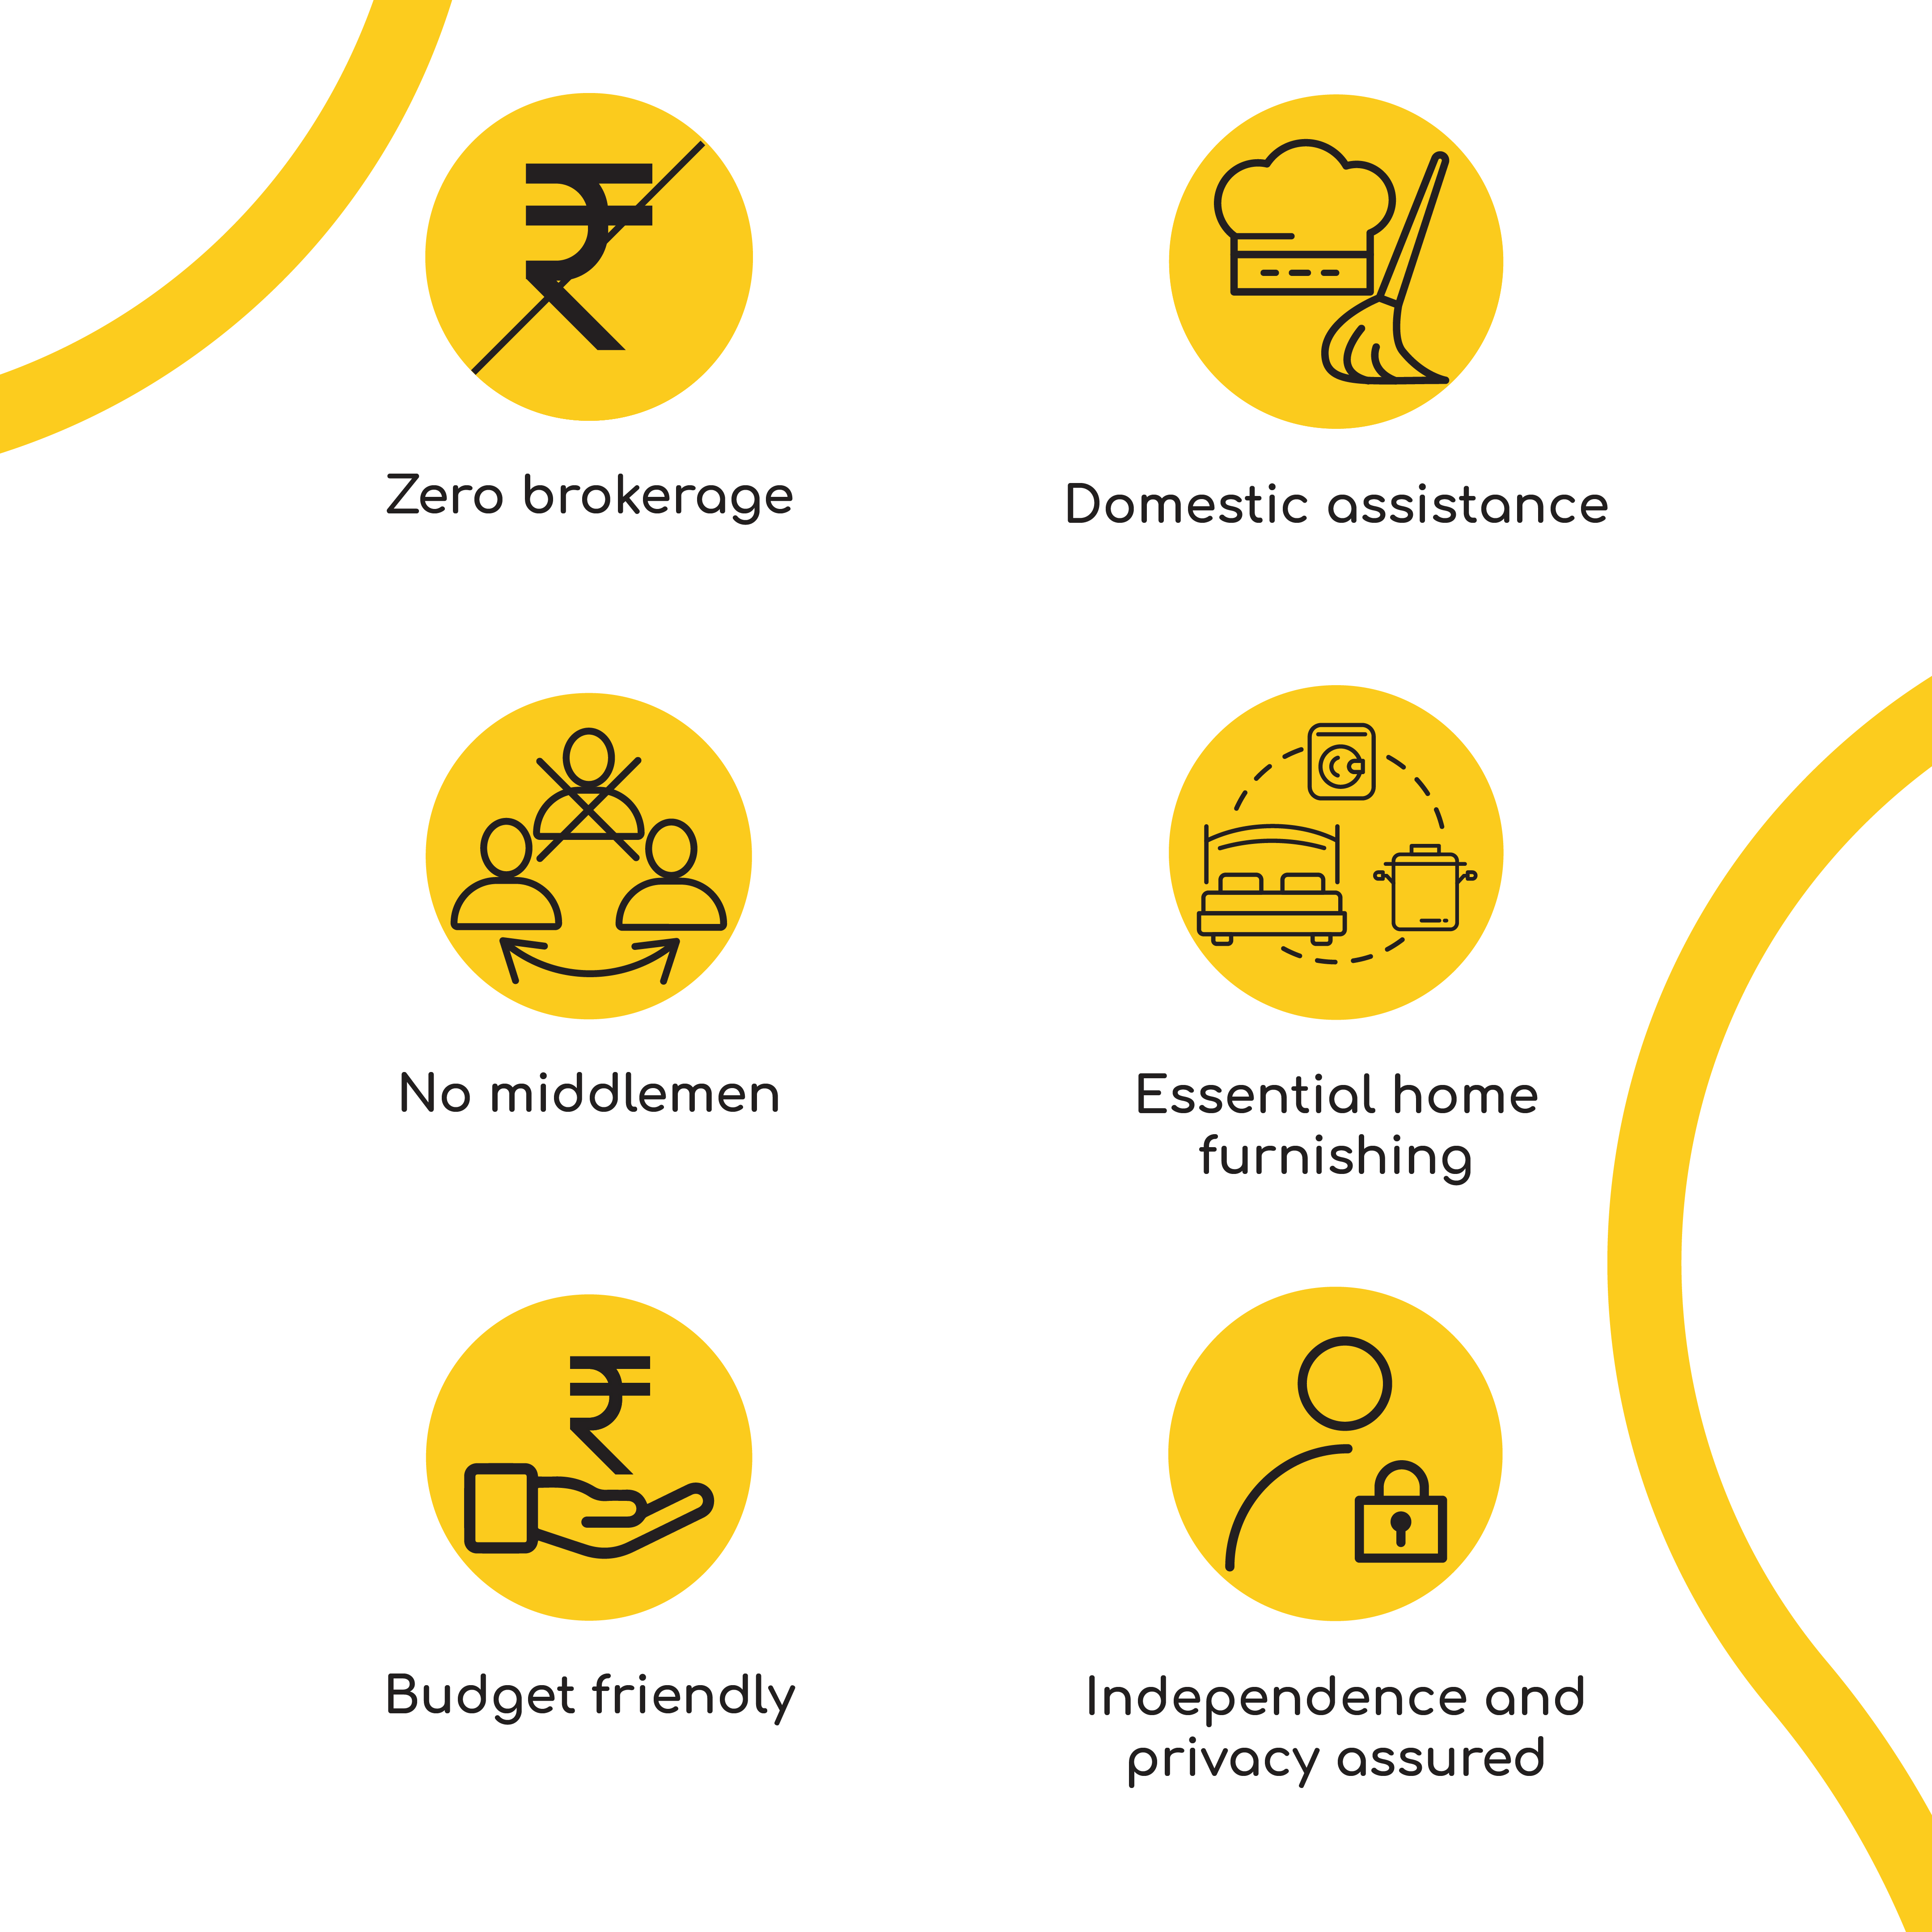 Zero brokerage
Domestic assistance
No middlemen
Essential home
furnishing
Budget friendly
Independence and
privacy assured